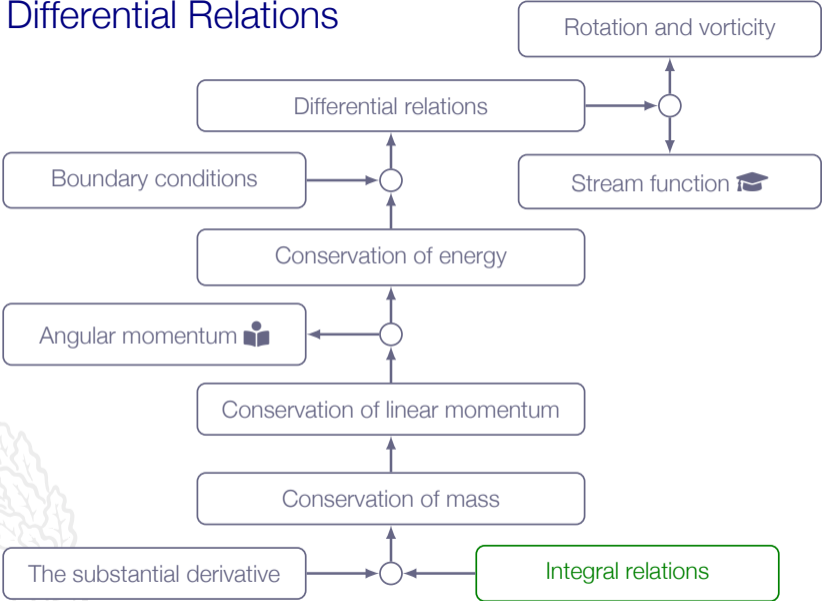 Differential Relations
Rotation and vorticity
Differential relations
Boundary conditions
Stream function
Conservation of energy
Angular momentum
Conservation of linear momentum
Conservation of mass
The substantial derivative
Integral relations